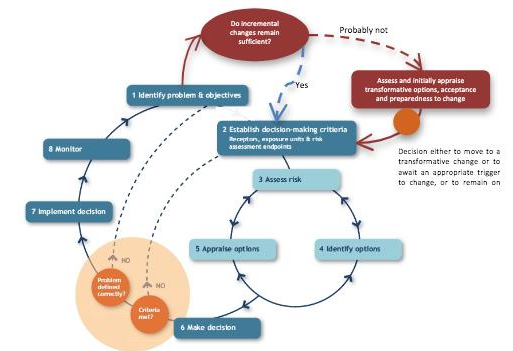 Do incremental
changes remain
sufficient?
Probably not
Yes
Assess and initially appraise
transformative options, acceptance
and preparedness to change
1 Identify problem & objectives
2 Establish decision-making criteria
Receptors, exposure units & risk
assessment endpoints
Decision either to move to a
transformative change or to
await an appropriate trigger
to change, or to remain on
8 Monitor
3 Assess risk
7 Implement decision
5 Appraise options
4 Identify options
NO
Problem
defined
correctly?
NO
Criteria
met?
6 Make decision